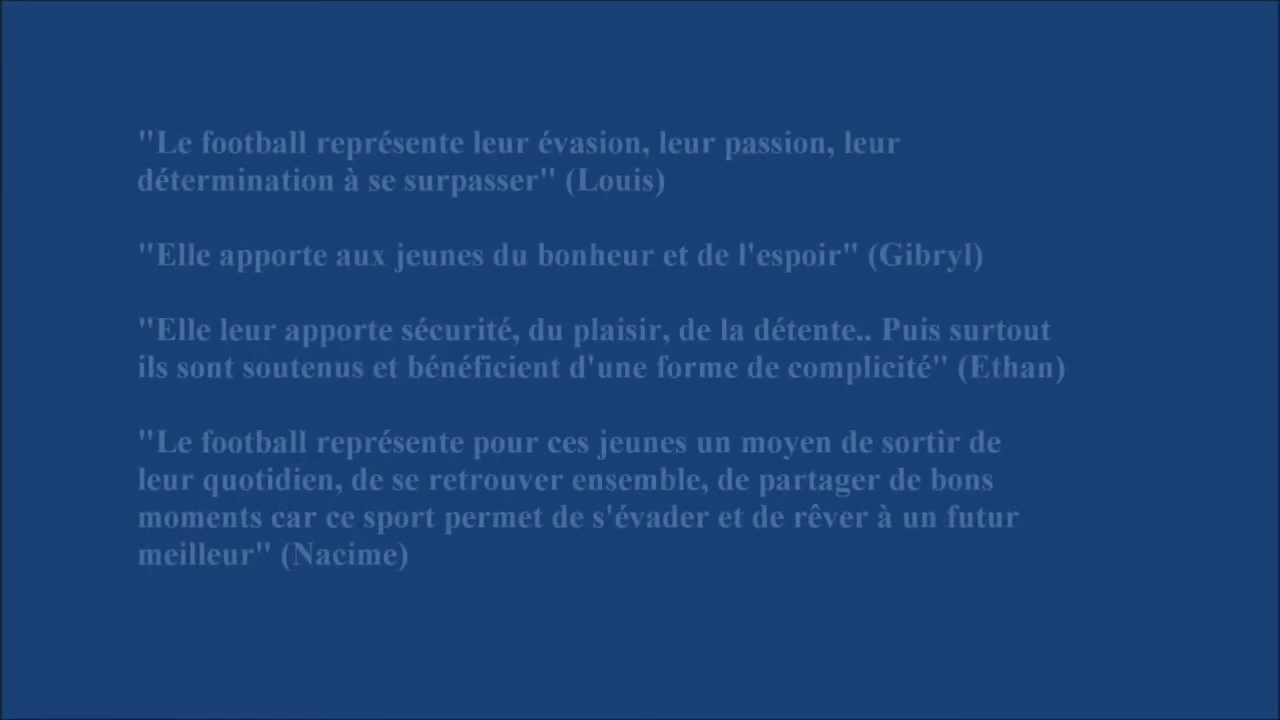 "Le football représente leur évasion, leur passion, leur
détermination à se surpasser" (Louis)
"Elle apporte aux jeunes du bonheur et de l'espoir" (Gibryl)
"Elle leur apporte sécurité, du plaisir, de la détente.. Puis surtout
ils sont soutenus et bénéficient d'une forme de complicité" (Ethan)
"Le football représente pour ces jeunes un moyen de sortir de
leur quotidien, de se retrouver ensemble, de partager de bons
moments car ce sport permet de s'évader et de rêver à un futur
meilleur" (Nacime)